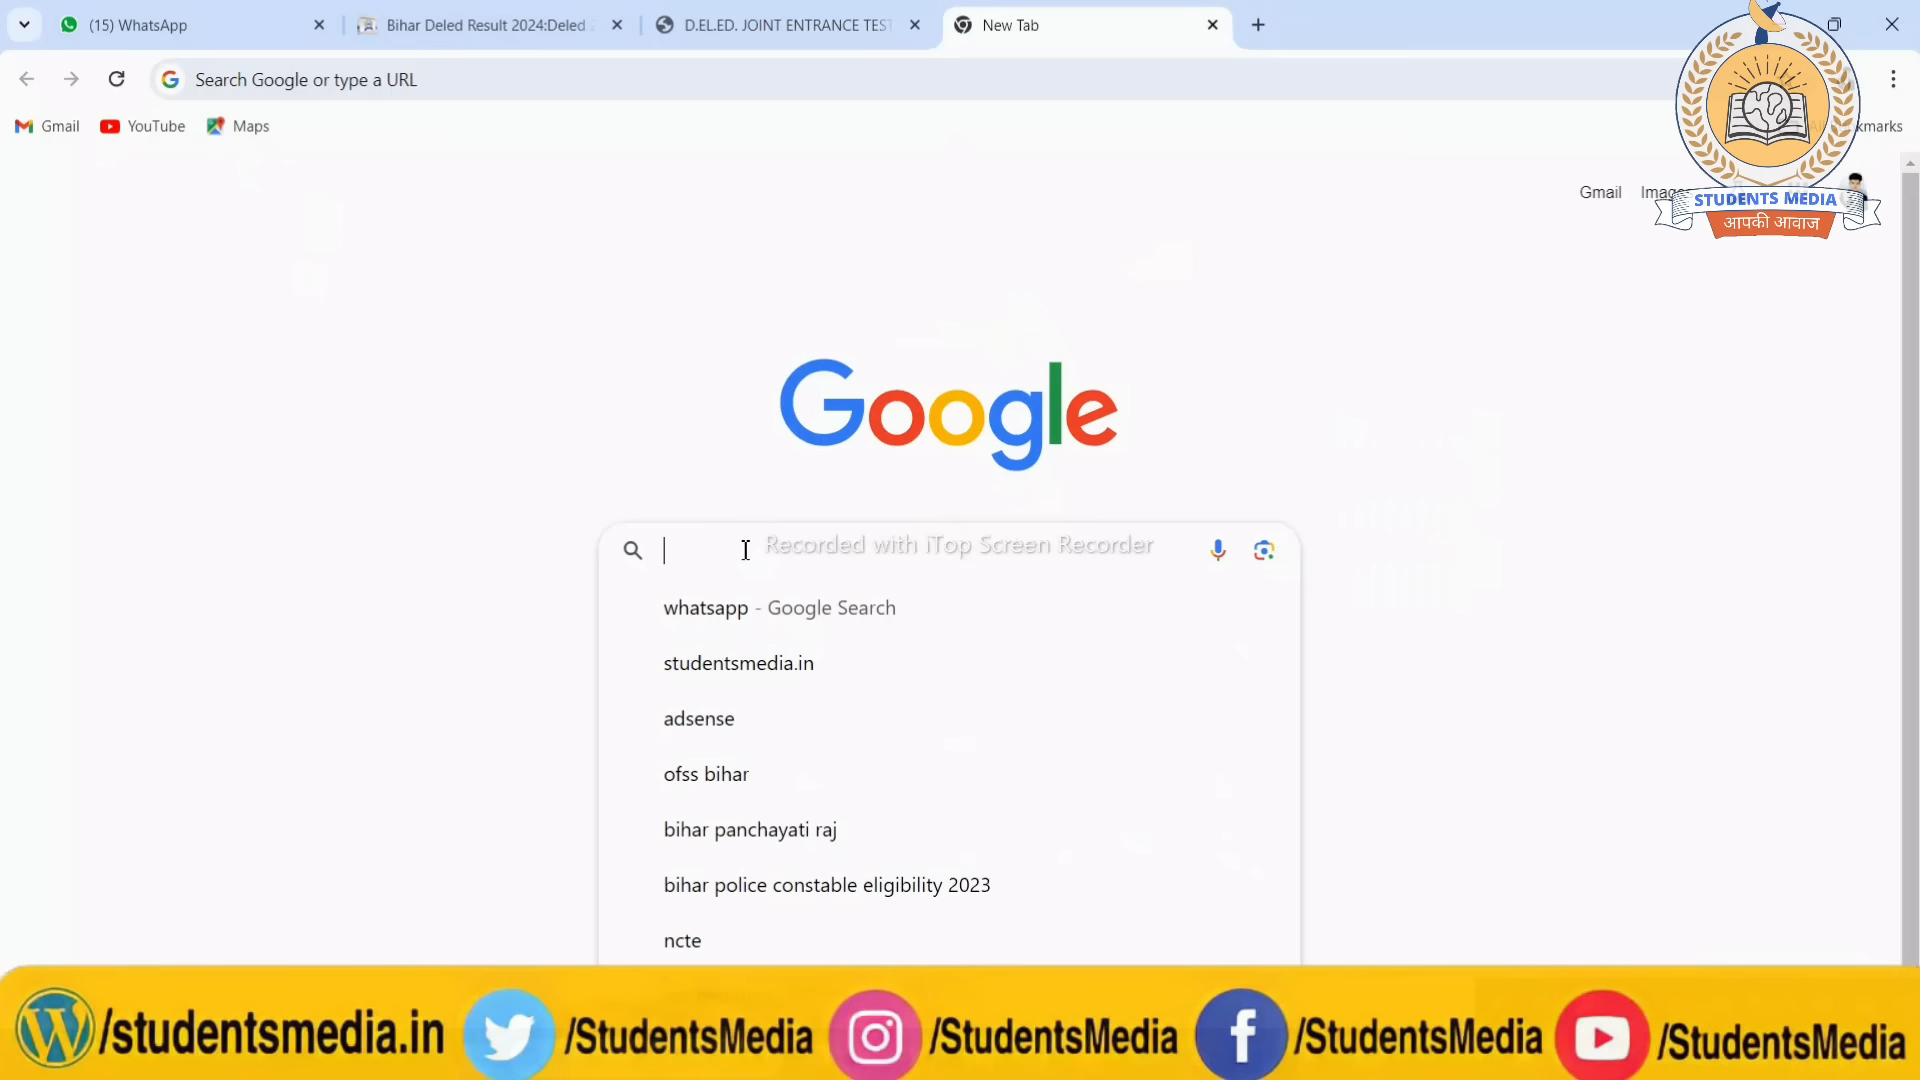 (15) WhatsApp
Bihar Deled Result 2024:Deled
D.EL.ED. JOINT ENTRANCE TEST
New Tab
Search Google or type a URL
Gmail
YouTube
Maps
Gmail
STUDENTS MEDIA
आपकी आवाज
Google
Recorded with iTop Screen Recorder
whatsapp - Google Search
studentsmedia.in
adsense
ofss bihar
bihar panchayati raj
bihar police constable eligibility 2023
ncte
/studentsmedia.in
/StudentsMedia
/StudentsMedia
/StudentsMedia
/StudentsMedia